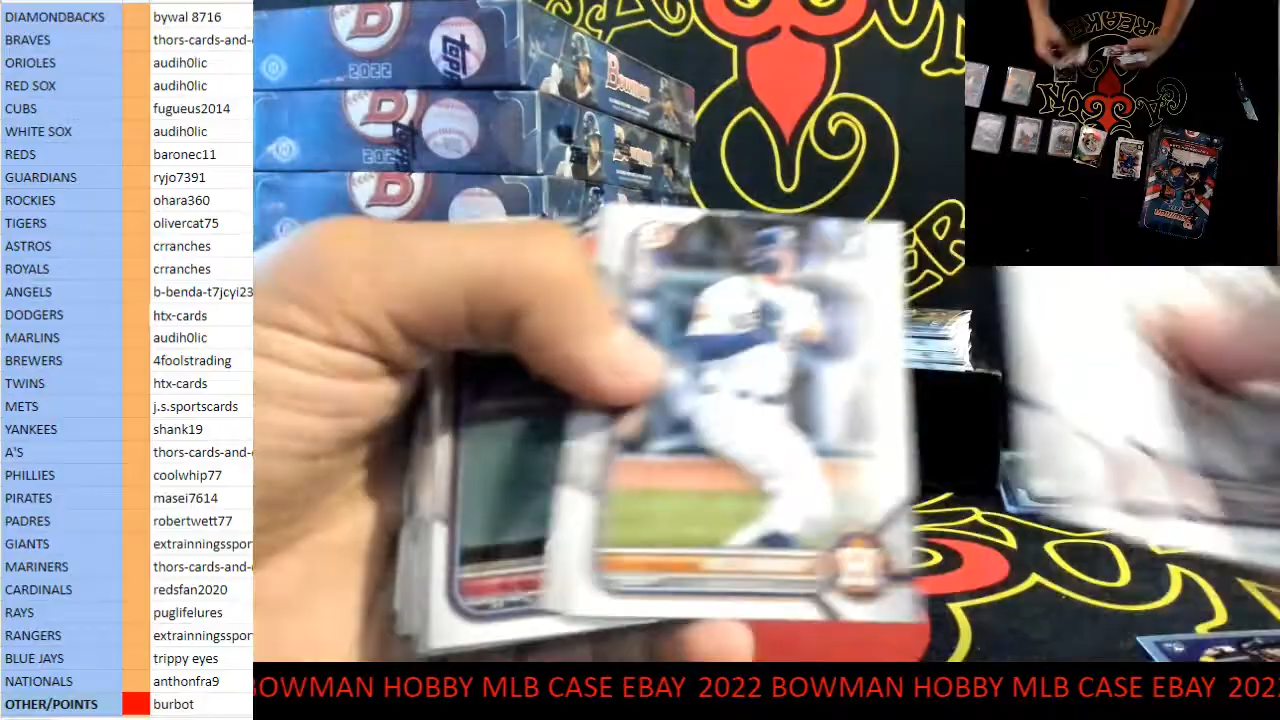 DIAMONDBACKS bywal 8716
BRAVES thors-cards-and-
ORIOLES audih0lic
RED SOX audih0lic
CUBS fugueus2014
WHITE SOX audih0lic
REDS baronec11
GUARDIANS ryjo7391
ROCKIES ohara360
TIGERS olivercat75
ASTROS crranches
ROYALS crranches
ANGELS b-benda-t7jcyi23
DODGERS htx-cards
MARLINS audih0lic
BREWERS 4foolstrading
TWINS htx-cards
METS j.s.sportscards
YANKEES shank19
A'S thors-cards-and-
PHILLIES coolwhip77
PIRATES masei7614
PADRES robertwett77
GIANTS extrainningsspor
MARINERS thors-cards-and-
CARDINALS redsfan2020
RAYS puglifelures
RANGERS extrainningsspor
BLUE JAYS trippy eyes
NATIONALS anthonfra9
OTHER/POINTS burbot
2022
topps
Bowman
BOWMAN HOBBY MLB CASE EBAY 2022 BOWMAN HOBBY MLB CASE EBAY 202